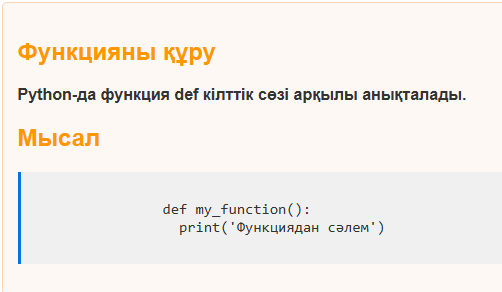 Функцияны құру
Python-да функция def кілттік сөзі арқылы анықталады.
Мысал
def my_function():
  print('Функциядан сәлем')